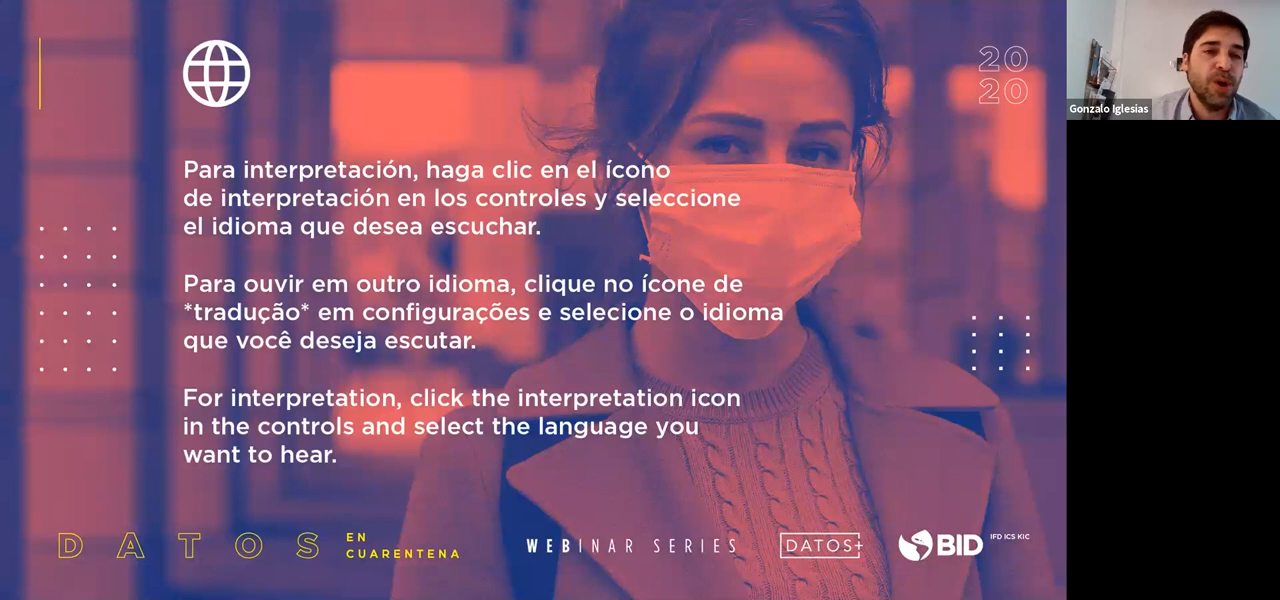 20
20
Gonzalo Iglesias
Para interpretación, haga clic en el ícono
de interpretación en los controles y seleccione
el idioma que desea escuchar.
Para ouvir em outro idioma, clique no ícone de
*tradução* em configurações e selecione o idioma
que você deseja escutar.
For interpretation, click the interpretation icon
in the controls and select the language you
want to hear.
DATOS
EN
CUARENTENA
WEBINAR SERIES
DATOS+
BID
IFD ICS KIC